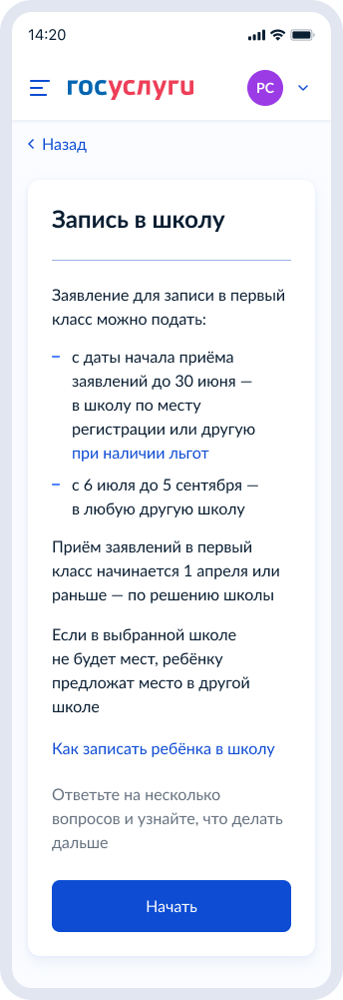 14:20
госуслуги
РС
Назад
Запись в школу
Заявление для записи в первый
класс можно подать:
– с даты начала приёма
заявлений до 30 июня —
в школу по месту
регистрации или другую
при наличии льгот
– с 6 июля до 5 сентября —
в любую другую школу
Приём заявлений в первый
класс начинается 1 апреля или
раньше — по решению школы
Если в выбранной школе
не будет мест, ребёнку
предложат место в другой
школе
Как записать ребёнка в школу
Ответьте на несколько
вопросов и узнайте, что делать
дальше
Начать